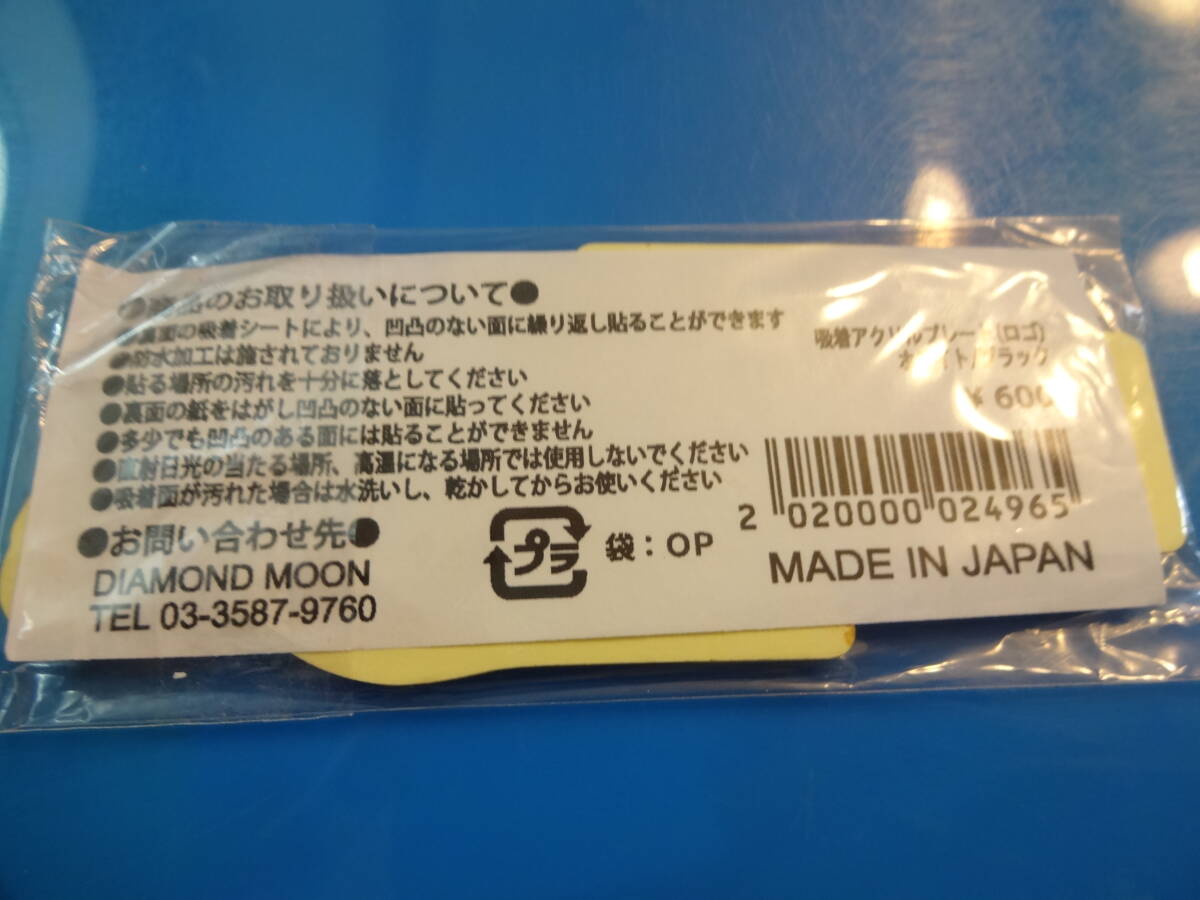 ●商品のお取り扱いについて●
●裏面の吸着シートにより、凹凸のない面に繰り返し貼ることができます
●防水加工は施されておりません
●貼る場所の汚れを十分に落としてください
●裏面の紙をはがし凹凸のない面に貼ってください
●多少でも凹凸のある面には貼ることができません
●直射日光の当たる場所、高温になる場所では使用しないでください
●吸着面が汚れた場合は水洗いし、乾かしてからお使いください
●お問い合わせ先●
DIAMOND MOON
TEL 03-3587-9760
プラ
袋:OP
吸着アクリルプレート(ロゴ)
ホワイト/ブラック
¥600
2 020000 024965
MADE IN JAPAN